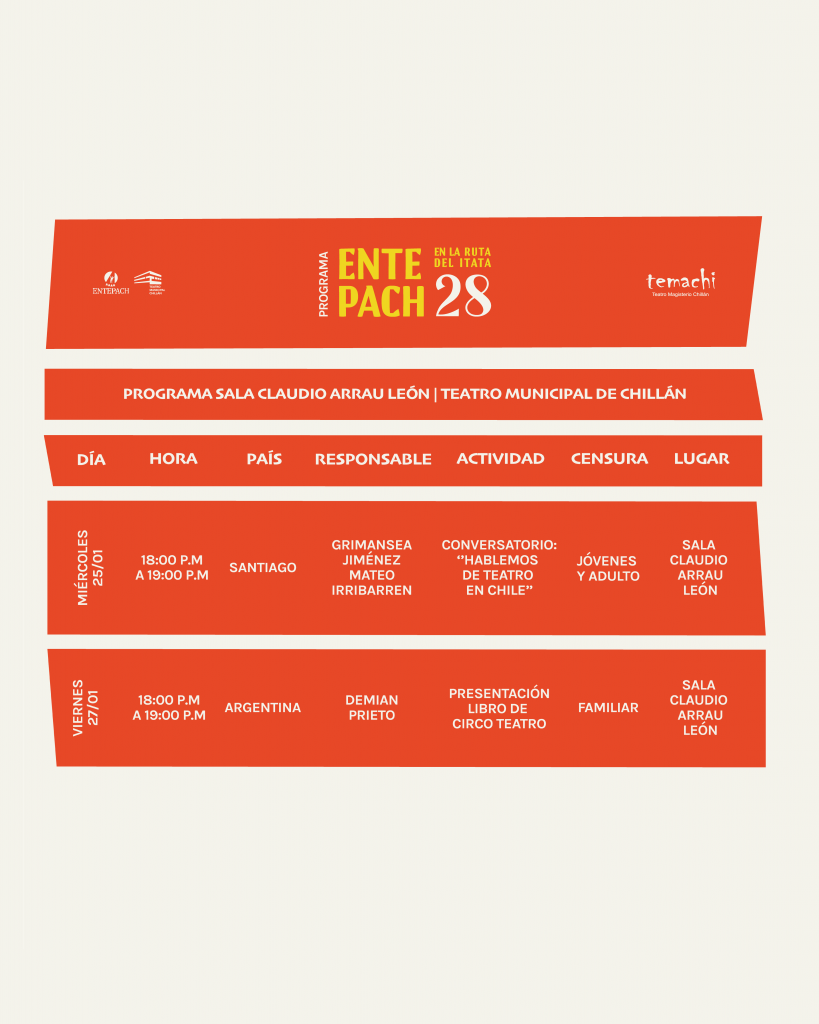 ENTEPACH
TEATRO
MUNICIPAL
CHILLÁN
PROGRAMA
ENTE
PACH
EN LA RUTA
DEL ITATA
28
temachi
Teatro Magisterio Chillán
PROGRAMA SALA CLAUDIO ARRAU LEÓN | TEATRO MUNICIPAL DE CHILLÁN
DÍA HORA PAÍS RESPONSABLE ACTIVIDAD CENSURA LUGAR
MIÉRCOLES
25/01
18:00 P.M
A 19:00 P.M
SANTIAGO
GRIMANSEA
JIMÉNEZ
MATEO
IRRIBARREN
CONVERSATORIO:
‘’HABLEMOS
DE TEATRO
EN CHILE’’
JÓVENES
Y ADULTO
SALA
CLAUDIO
ARRAU
LEÓN
VIERNES
27/01
18:00 P.M
A 19:00 P.M
ARGENTINA
DEMIAN
PRIETO
PRESENTACIÓN
LIBRO DE
CIRCO TEATRO
FAMILIAR
SALA
CLAUDIO
ARRAU
LEÓN